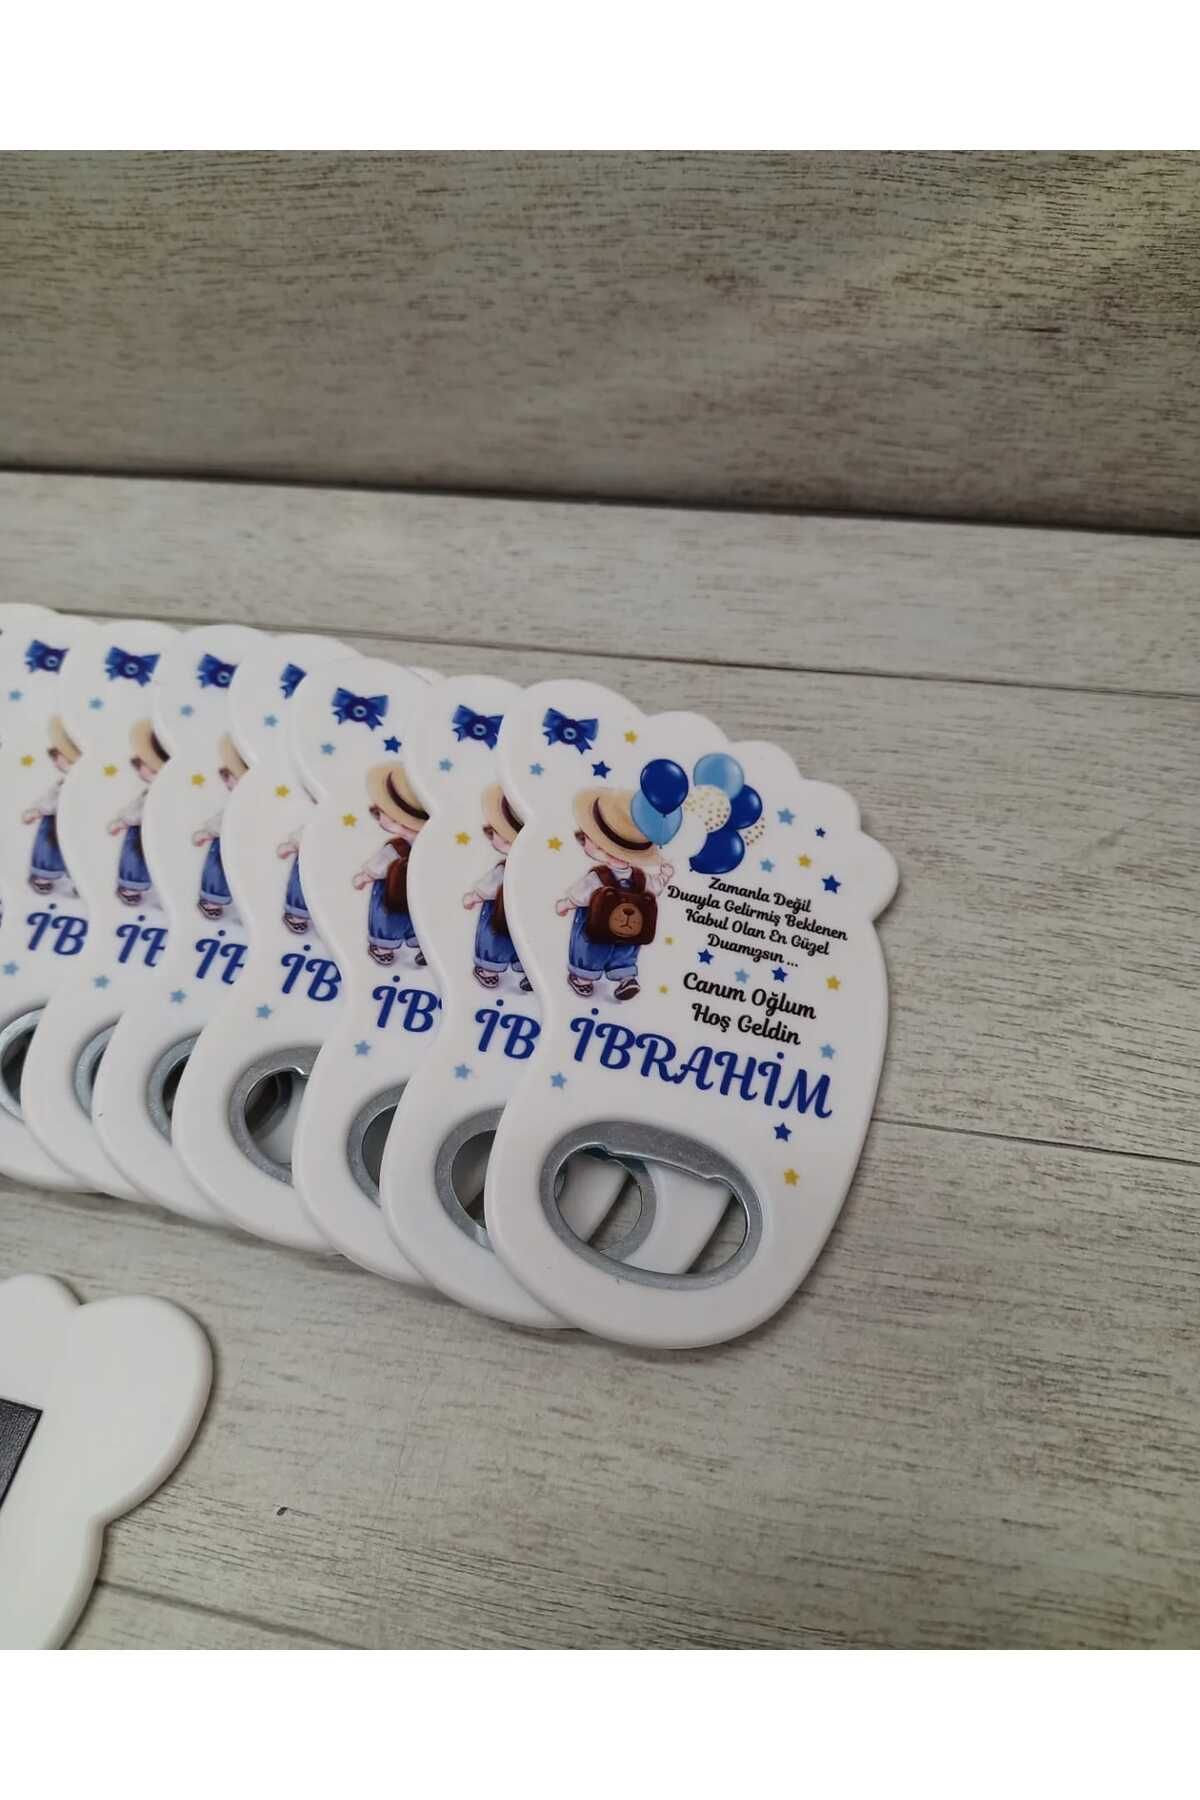 Zamanla Değil
Duayla Gelirmiş Beklenen
Kabul Olan En Güzel
Duamızsın ...
Canım Oğlum
Hoş Geldin
İBRAHİM
İB
İB
İB